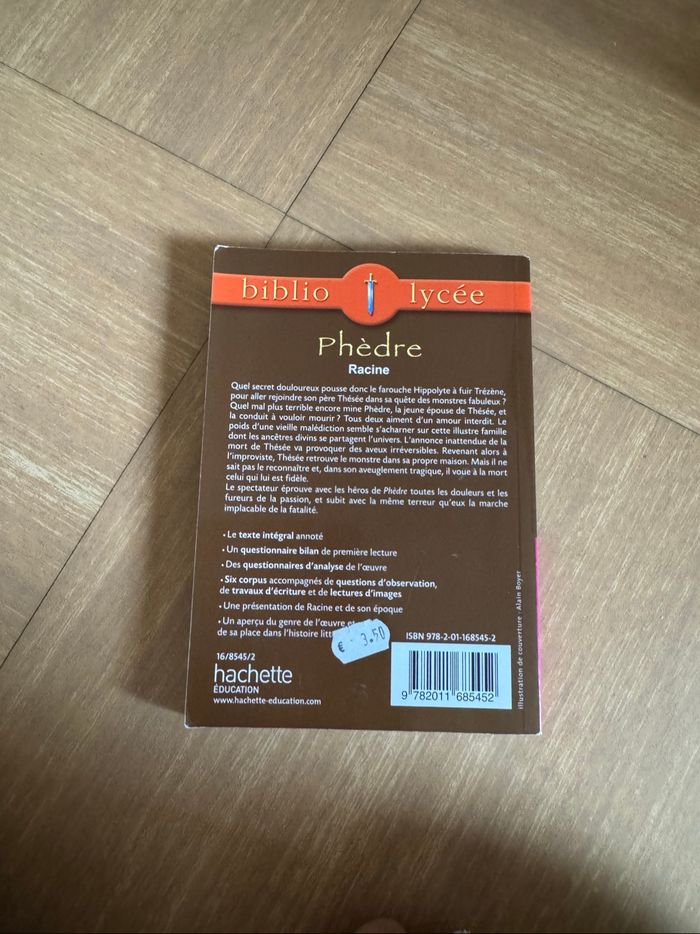 biblio lycée
Phèdre
Racine
Quel secret douloureux pousse donc le farouche Hippolyte à fuir Trézène,
pour aller rejoindre son père Thésée dans sa quête des monstres fabuleux ?
Quel mal plus terrible encore mine Phèdre, la jeune épouse de Thésée, et
la conduit à vouloir mourir ? Tous deux aiment d'un amour interdit. Le
poids d'une vieille malédiction semble s'acharner sur cette illustre famille
dont les ancêtres divins se partagent l'univers. L'annonce inattendue de la
mort de Thésée va provoquer des aveux irréversibles. Revenant alors à
l'improviste, Thésée retrouve le monstre dans sa propre maison. Mais il ne
sait pas le reconnaître et, dans son aveuglement tragique, il voue à la mort
celui qui lui est fidèle.
Le spectateur éprouve avec les héros de Phèdre toutes les douleurs et les
fureurs de la passion, et subit avec la même terreur qu'eux la marche
implacable de la fatalité.
• Le texte intégral annoté
• Un questionnaire bilan de première lecture
• Des questionnaires d'analyse de l'œuvre
• Six corpus accompagnés de questions d'observation,
de travaux d'écriture et de lectures d'images
• Une présentation de Racine et de son époque
• Un aperçu du genre de l'œuvre et
de sa place dans l'histoire
€ - 3.50
16/8545/2
hachette
ÉDUCATION
www.hachette-education.com
ISBN 978-2-01-168545-2
9 782011 685452
Illustration de couverture : Alain Boyer